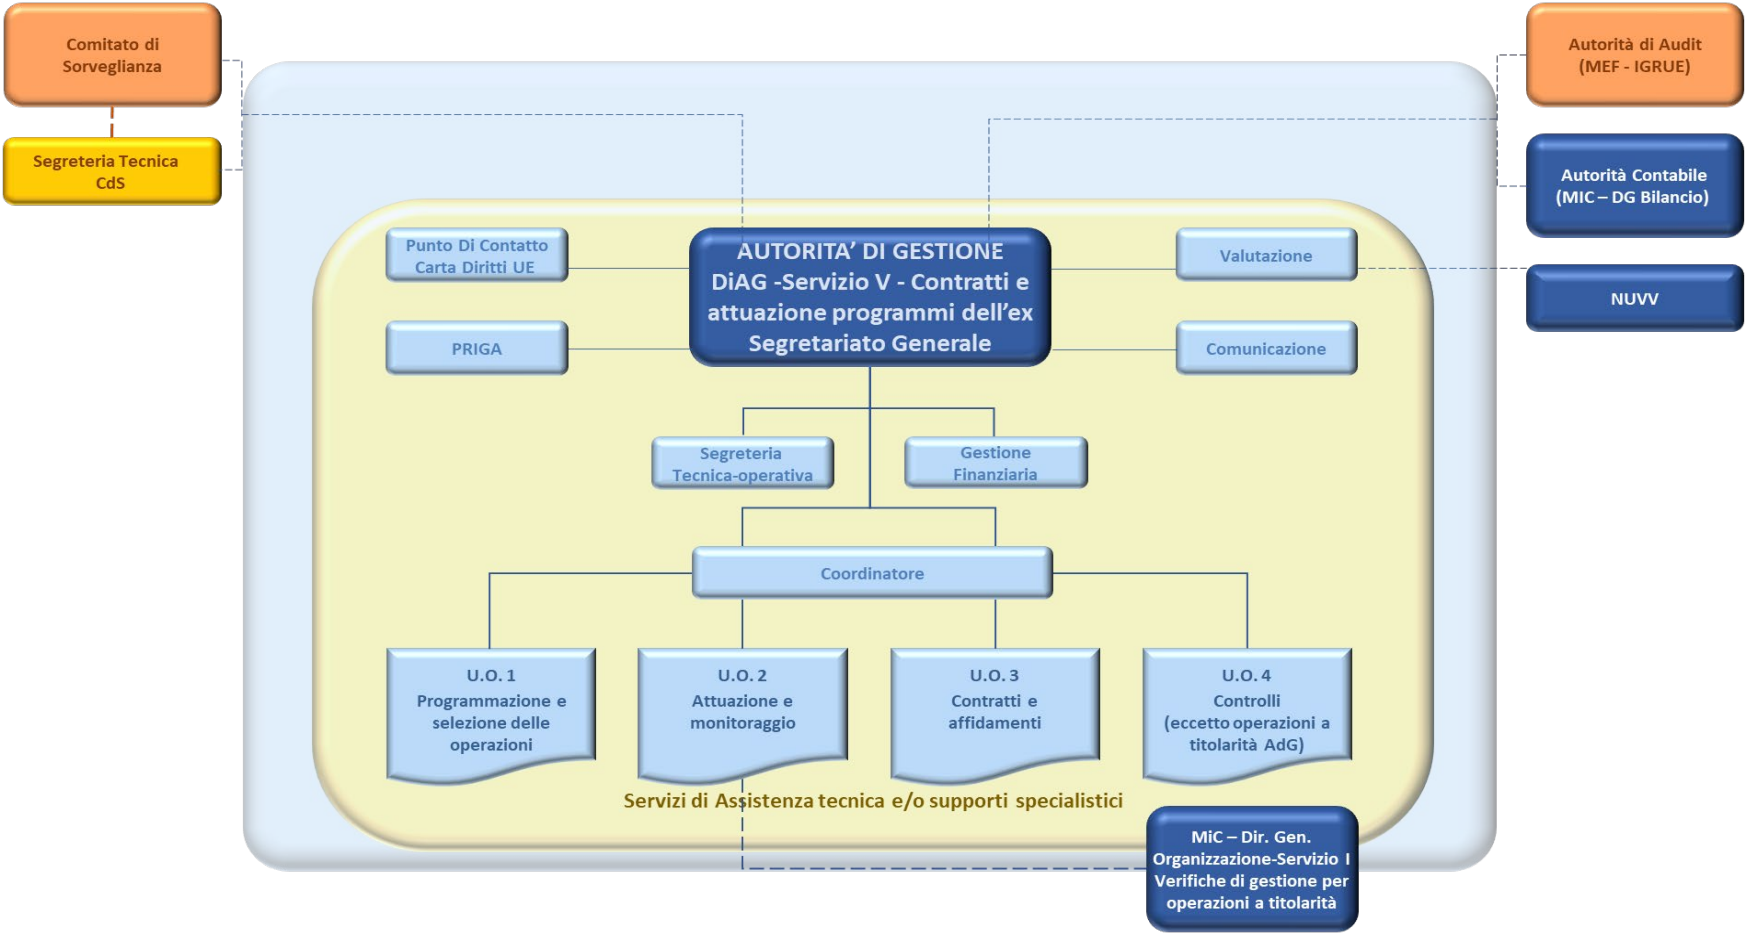 Comitato di
Sorveglianza
Segreteria Tecnica
CdS
Autorità di Audit
(MEF - IGRUE)
Autorità Contabile
(MIC – DG Bilancio)
NUVV
Punto Di Contatto
Carta Diritti UE
PRIGA
AUTORITA’ DI GESTIONE
DiAG -Servizio V - Contratti e
attuazione programmi dell’ex
Segretariato Generale
Valutazione
Comunicazione
Segreteria
Tecnica-operativa
Gestione
Finanziaria
Coordinatore
U.O. 1
Programmazione e
selezione delle
operazioni
U.O. 2
Attuazione e
monitoraggio
U.O. 3
Contratti e
affidamenti
U.O. 4
Controlli
(eccetto operazioni a
titolarità AdG)
Servizi di Assistenza tecnica e/o supporti specialistici
MiC – Dir. Gen.
Organizzazione-Servizio I
Verifiche di gestione per
operazioni a titolarità